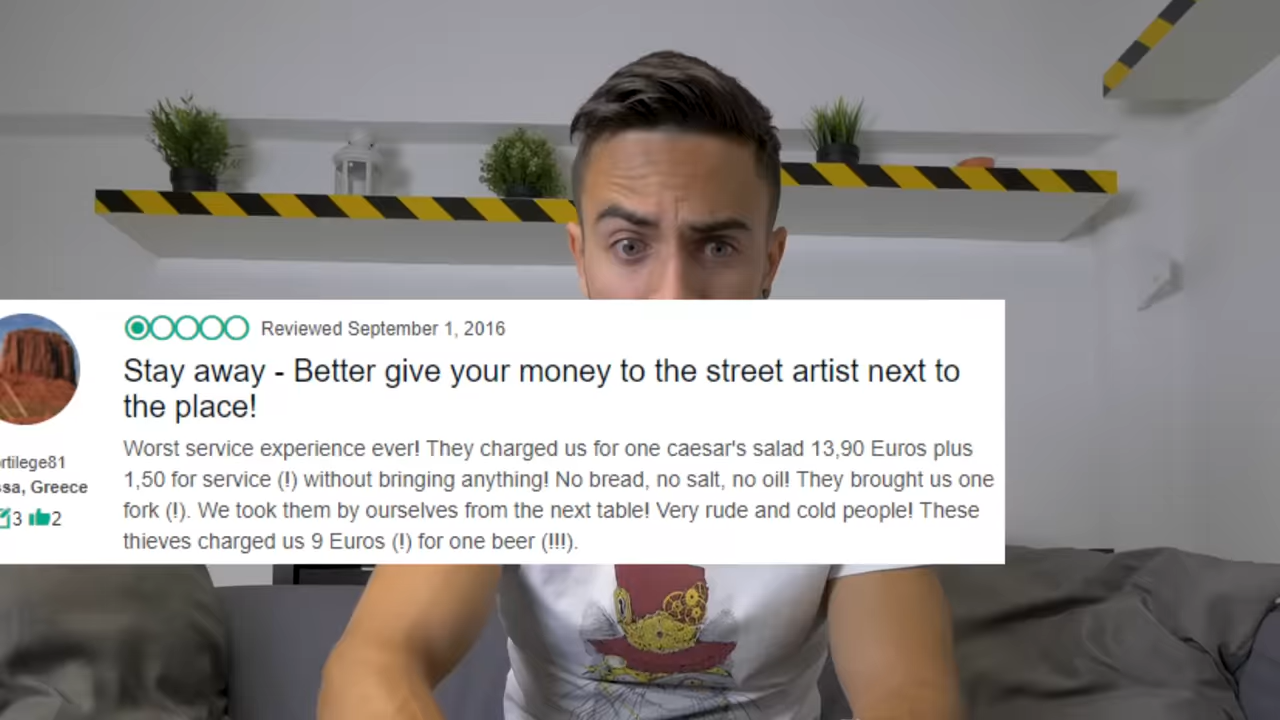 Reviewed September 1, 2016
Stay away - Better give your money to the street artist next to
the place!
Worst service experience ever! They charged us for one caesar's salad 13,90 Euros plus
1,50 for service (!) without bringing anything! No bread, no salt, no oil! They brought us one
fork (!). We took them by ourselves from the next table! Very rude and cold people! These
thieves charged us 9 Euros (!) for one beer (!!!).
rtilege81
ssa, Greece
3 2